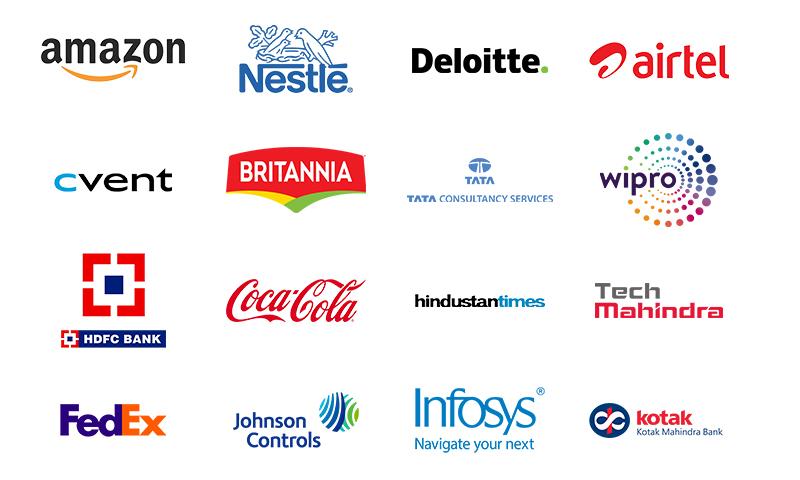 amazon
Nestlé®
Deloitte.
airtel
cvent
BRITANNIA
TATA
TATA CONSULTANCY SERVICES
wipro
HDFC BANK
Coca-Cola
hindustantimes
Tech
Mahindra
FedEx
Johnson
Controls
Infosys®
Navigate your next
kotak
Kotak Mahindra Bank